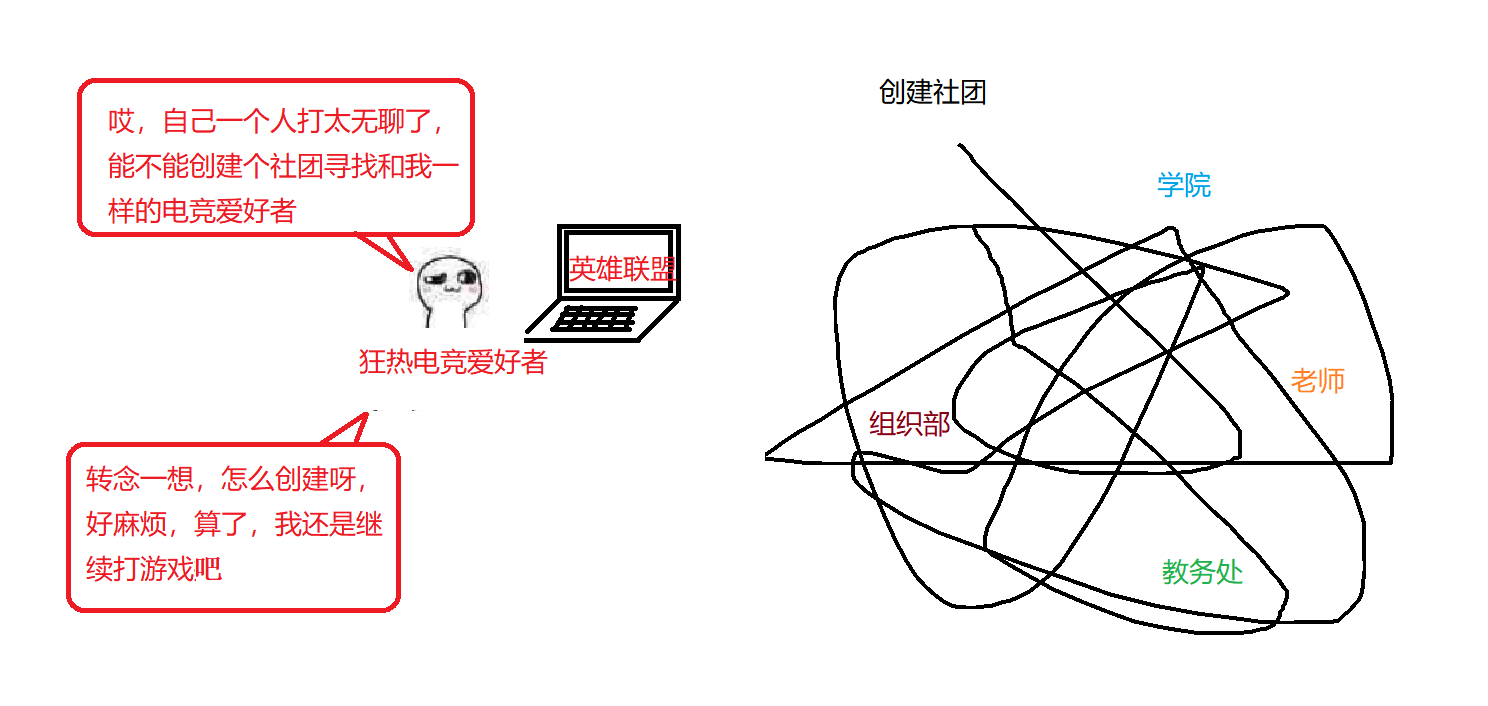 哎，自己一个人打太无聊了，
能不能创建个社团寻找和我一
样的电竞爱好者
英雄联盟
狂热电竞爱好者
转念一想，怎么创建呀，
好麻烦，算了，我还是继
续打游戏吧
创建社团
学院
老师
组织部
教务处